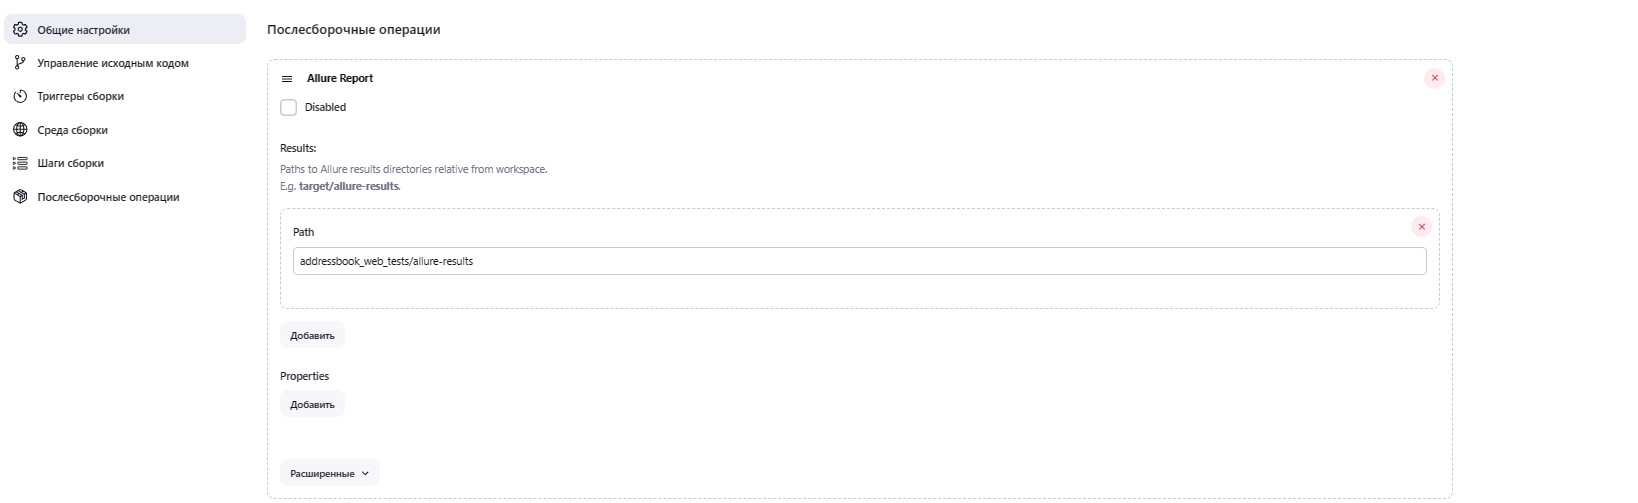 Общие настройки
Управление исходным кодом
Триггеры сборки
Среда сборки
Шаги сборки
Послесборочные операции
Послесборочные операции
Allure Report
Disabled
Results:
Paths to Allure results directories relative from workspace.
E.g. target/allure-results.
Path
addressbook_web_tests/allure-results
Добавить
Properties
Добавить
Расширенные